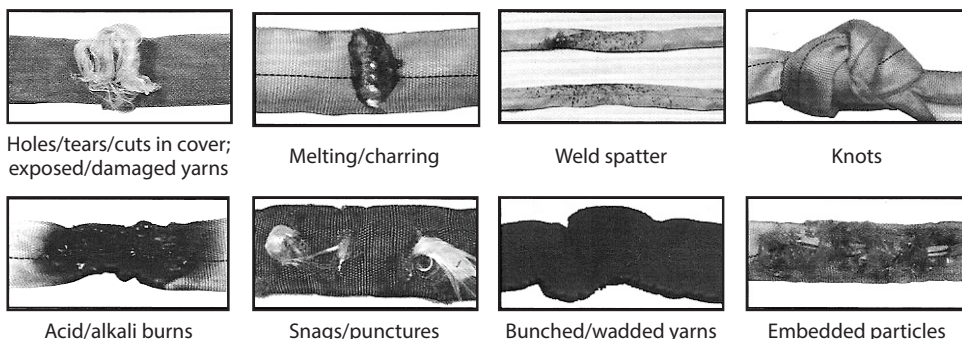 Holes/tears/cuts in cover;
exposed/damaged yarns
Melting/charring
Weld spatter
Knots
Acid/alkali burns
Snags/punctures
Bunched/wadded yarns
Embedded particles